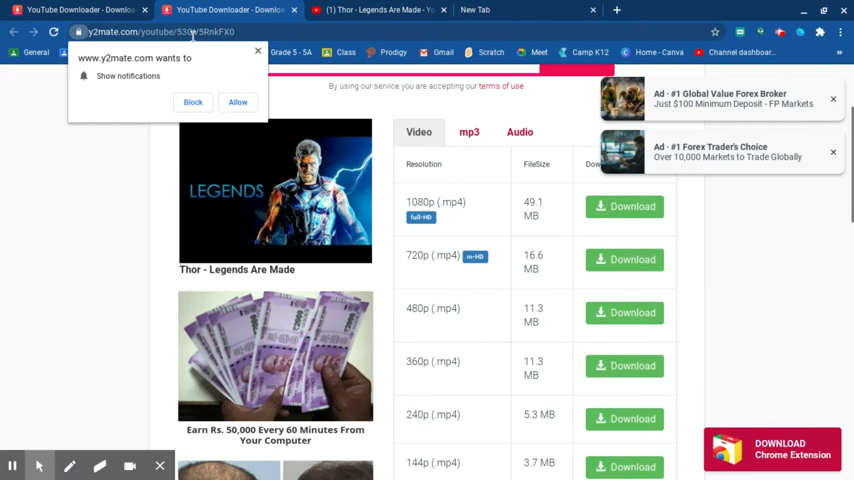 YouTube Downloader - Downlo
YouTube Downloader - Downlo
(1) Thor - Legends Are Made - Yo
New Tab
y2mate.com/youtube/53GV5RnkFX0
General
Grade 5 - 5A
Class
Prodigy
Gmail
Scratch
Meet
Camp K12
Home - Canva
Channel dashboar...
www.y2mate.com wants to
Show notifications
Block
Allow
By using our service you are accepting our terms of use.
Ad · #1 Global Value Forex Broker
Just $100 Minimum Deposit - FP Markets
Ad · #1 Forex Trader's Choice
Over 10,000 Markets to Trade Globally
LEGENDS
Thor - Legends Are Made
Earn Rs. 50,000 Every 60 Minutes From
Your Computer
Video
mp3
Audio
Resolution
FileSize
1080p (.mp4)
full-HD
49.1
MB
Download
720p (.mp4)
m-HD
16.6
MB
Download
480p (.mp4)
11.3
MB
Download
360p (.mp4)
11.3
MB
Download
240p (.mp4)
5.3 MB
Download
144p (.mp4)
3.7 MB
Download
DOWNLOAD
Chrome Extension